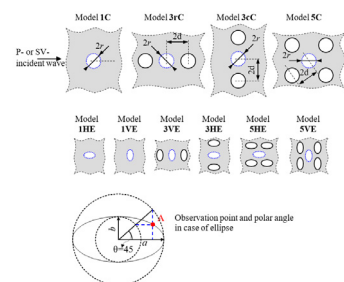 Model 1C
Model 3rC
Model 3cC
Model 5C
P- or SV-
incident wave
2r
2r
2d
2r
2r
2d
Model
1HE
Model
1VE
Model
3VE
Model
3HE
Model
5HE
Model
5VE
A
b
a
θ=45
Observation point and polar angle
in case of ellipse